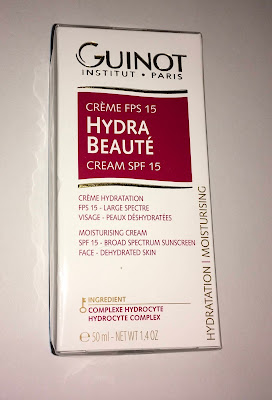 GUINOT
INSTITUT • PARIS
CRÈME FPS 15
HYDRA
BEAUTÉ
CREAM SPF 15
CRÈME HYDRATATION
FPS 15 - LARGE SPECTRE
VISAGE - PEAUX DÉSHYDRATÉES
MOISTURISING CREAM
SPF 15 - BROAD SPECTRUM SUNSCREEN
FACE - DEHYDRATED SKIN
INGREDIENT
COMPLEXE HYDROCYTE
HYDROCYTE COMPLEX
℮ 50 ml - NET WT 1.4 OZ
HYDRATATION | MOISTURISING